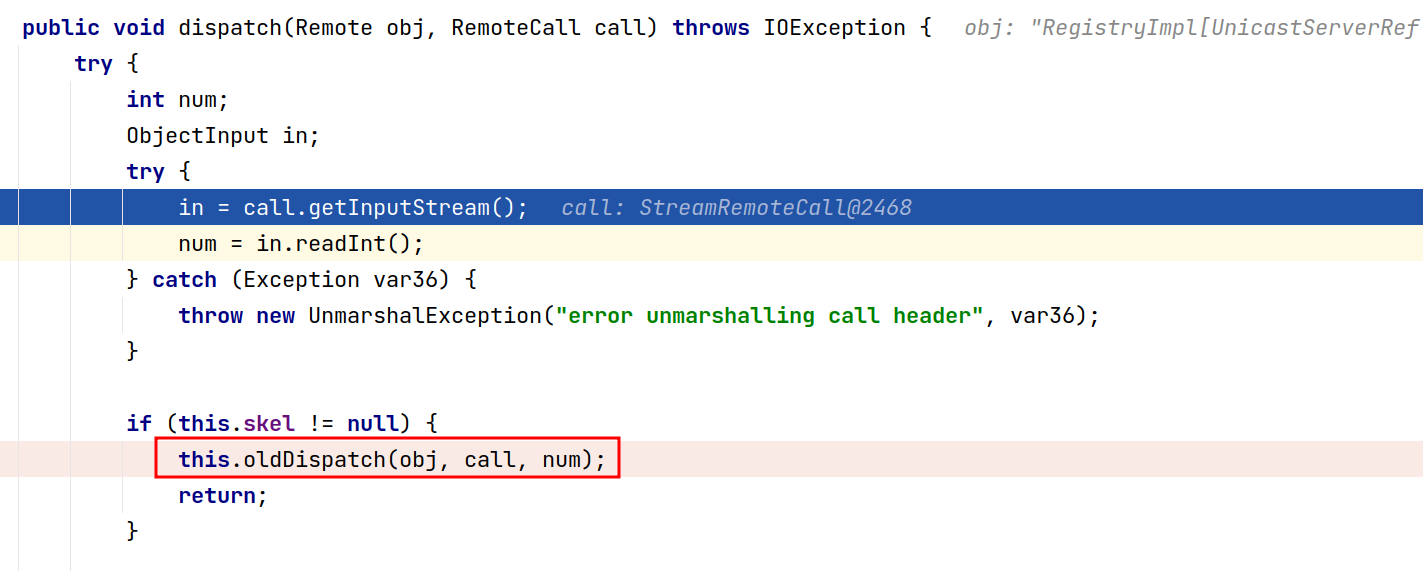 public void dispatch(Remote obj, RemoteCall call) throws IOException { obj: "RegistryImpl[UnicastServerRef
try {
int num;
ObjectInput in;
try {
in = call.getInputStream(); call: StreamRemoteCall@2468
num = in.readInt();
} catch (Exception var36) {
throw new UnmarshalException("error unmarshalling call header", var36);
}
if (this.skel != null) {
this.oldDispatch(obj, call, num);
return;
}